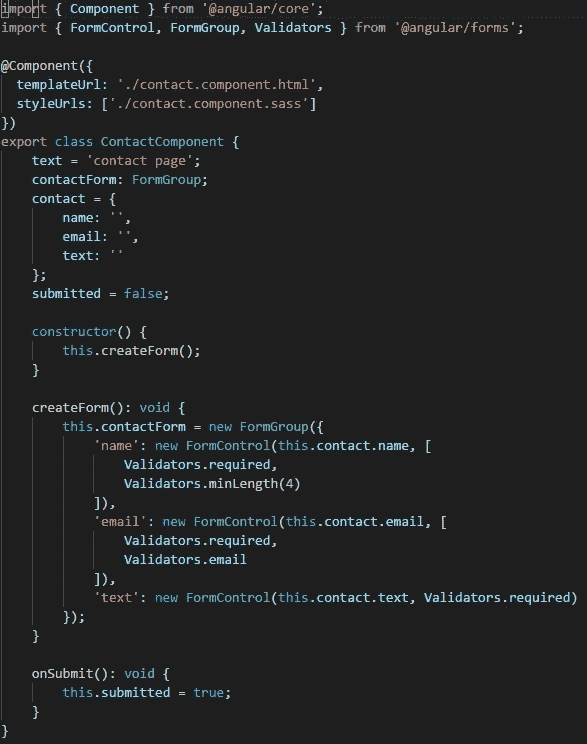 import { Component } from '@angular/core';
import { FormControl, FormGroup, Validators } from '@angular/forms';

@Component({
  templateUrl: './contact.component.html',
  styleUrls: ['./contact.component.sass']
})
export class ContactComponent {
    text = 'contact page';
    contactForm: FormGroup;
    contact = {
        name: '',
        email: '',
        text: ''
    };
    submitted = false;

    constructor() {
        this.createForm();
    }

    createForm(): void {
        this.contactForm = new FormGroup({
            'name': new FormControl(this.contact.name, [
                Validators.required,
                Validators.minLength(4)
            ]),
            'email': new FormControl(this.contact.email, [
                Validators.required,
                Validators.email
            ]),
            'text': new FormControl(this.contact.text, Validators.required)
        });
    }

    onSubmit(): void {
        this.submitted = true;
    }
}